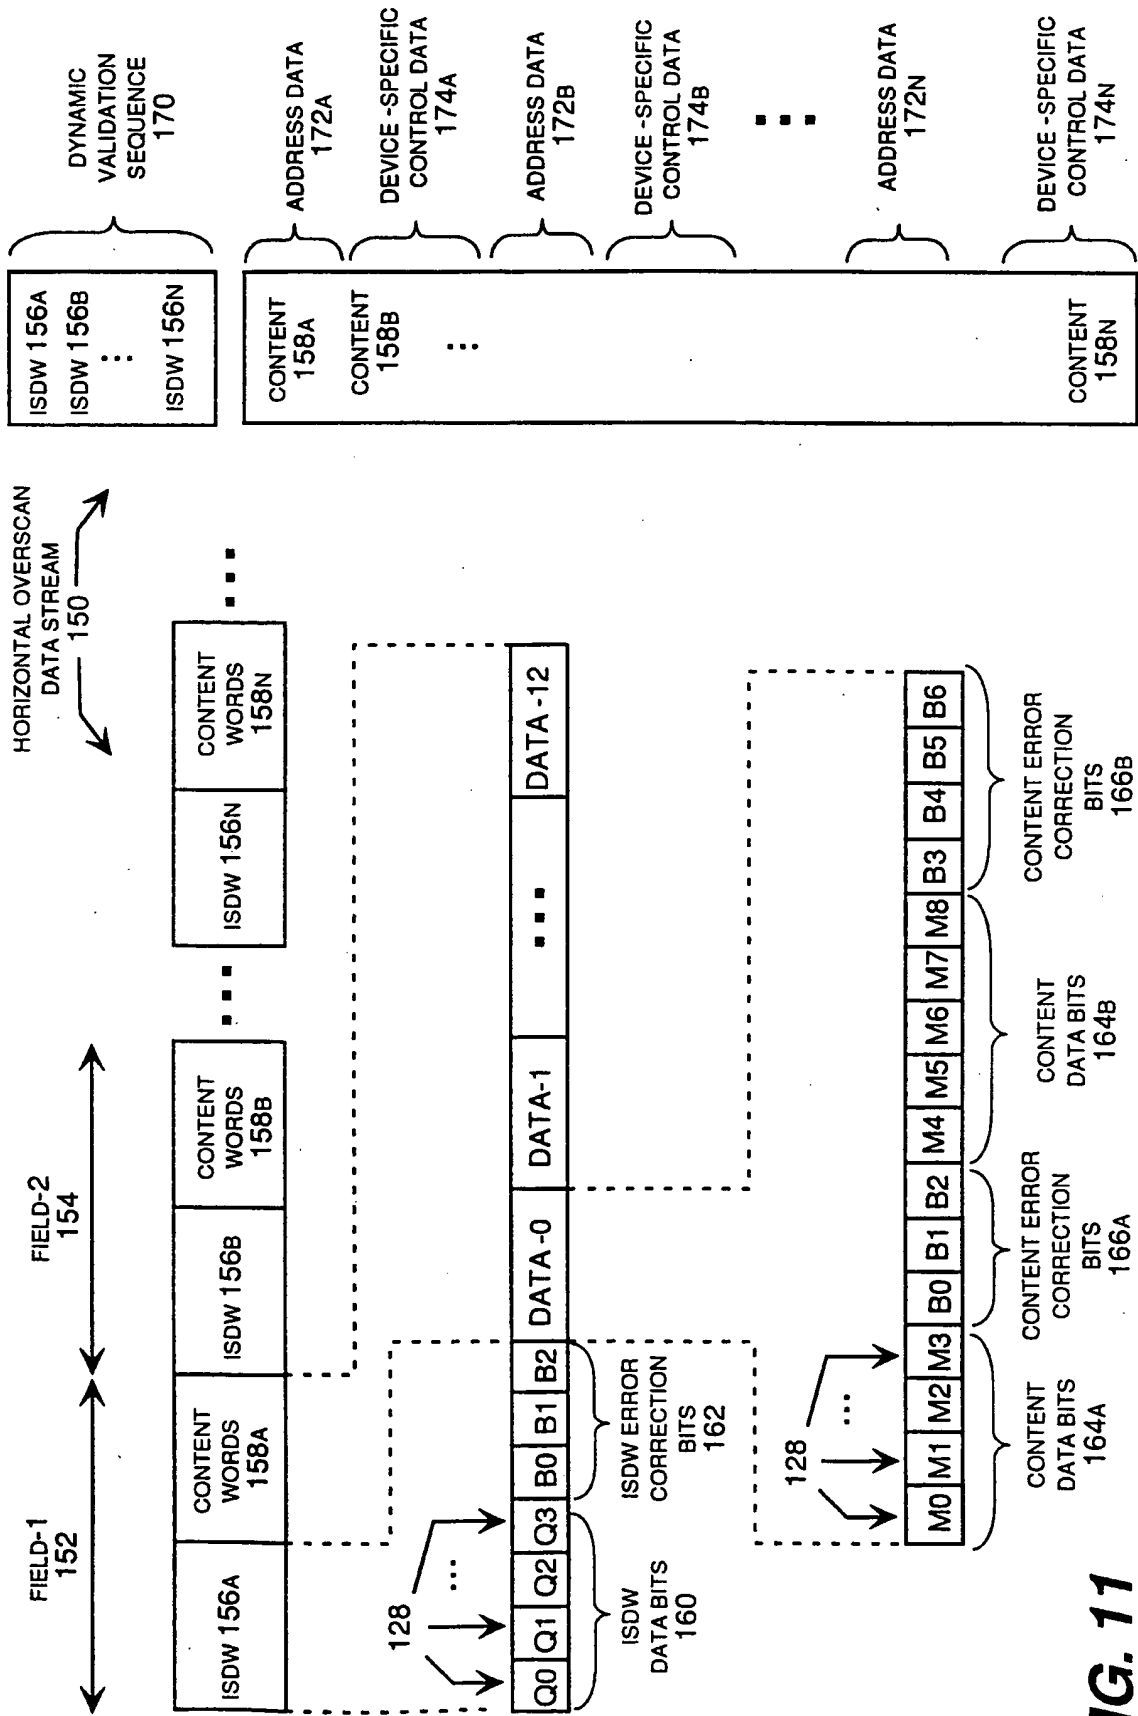 HORIZONTAL OVERSCAN
DATA STREAM
150
FIELD-1
152
FIELD-2
154
ISDW 156A
CONTENT
WORDS
158A
ISDW 156B
CONTENT
WORDS
158B
...
ISDW 156N
CONTENT
WORDS
158N
...
128
...
Q0 Q1 Q2 Q3 B0 B1 B2 DATA-0 DATA-1 ... DATA-12
ISDW
DATA BITS
160
ISDW ERROR
CORRECTION
BITS
162
128
...
M0 M1 M2 M3 B0 B1 B2 M4 M5 M6 M7 M8 B3 B4 B5 B6
CONTENT
DATA BITS
164A
CONTENT ERROR
CORRECTION
BITS
166A
CONTENT
DATA BITS
164B
CONTENT ERROR
CORRECTION
BITS
166B
ISDW 156A
ISDW 156B
...
ISDW 156N
DYNAMIC
VALIDATION
SEQUENCE
170
CONTENT
158A
CONTENT
158B
...
CONTENT
158N
ADDRESS DATA
172A
DEVICE-SPECIFIC
CONTROL DATA
174A
ADDRESS DATA
172B
DEVICE-SPECIFIC
CONTROL DATA
174B
...
ADDRESS DATA
172N
DEVICE-SPECIFIC
CONTROL DATA
174N
IG. 11